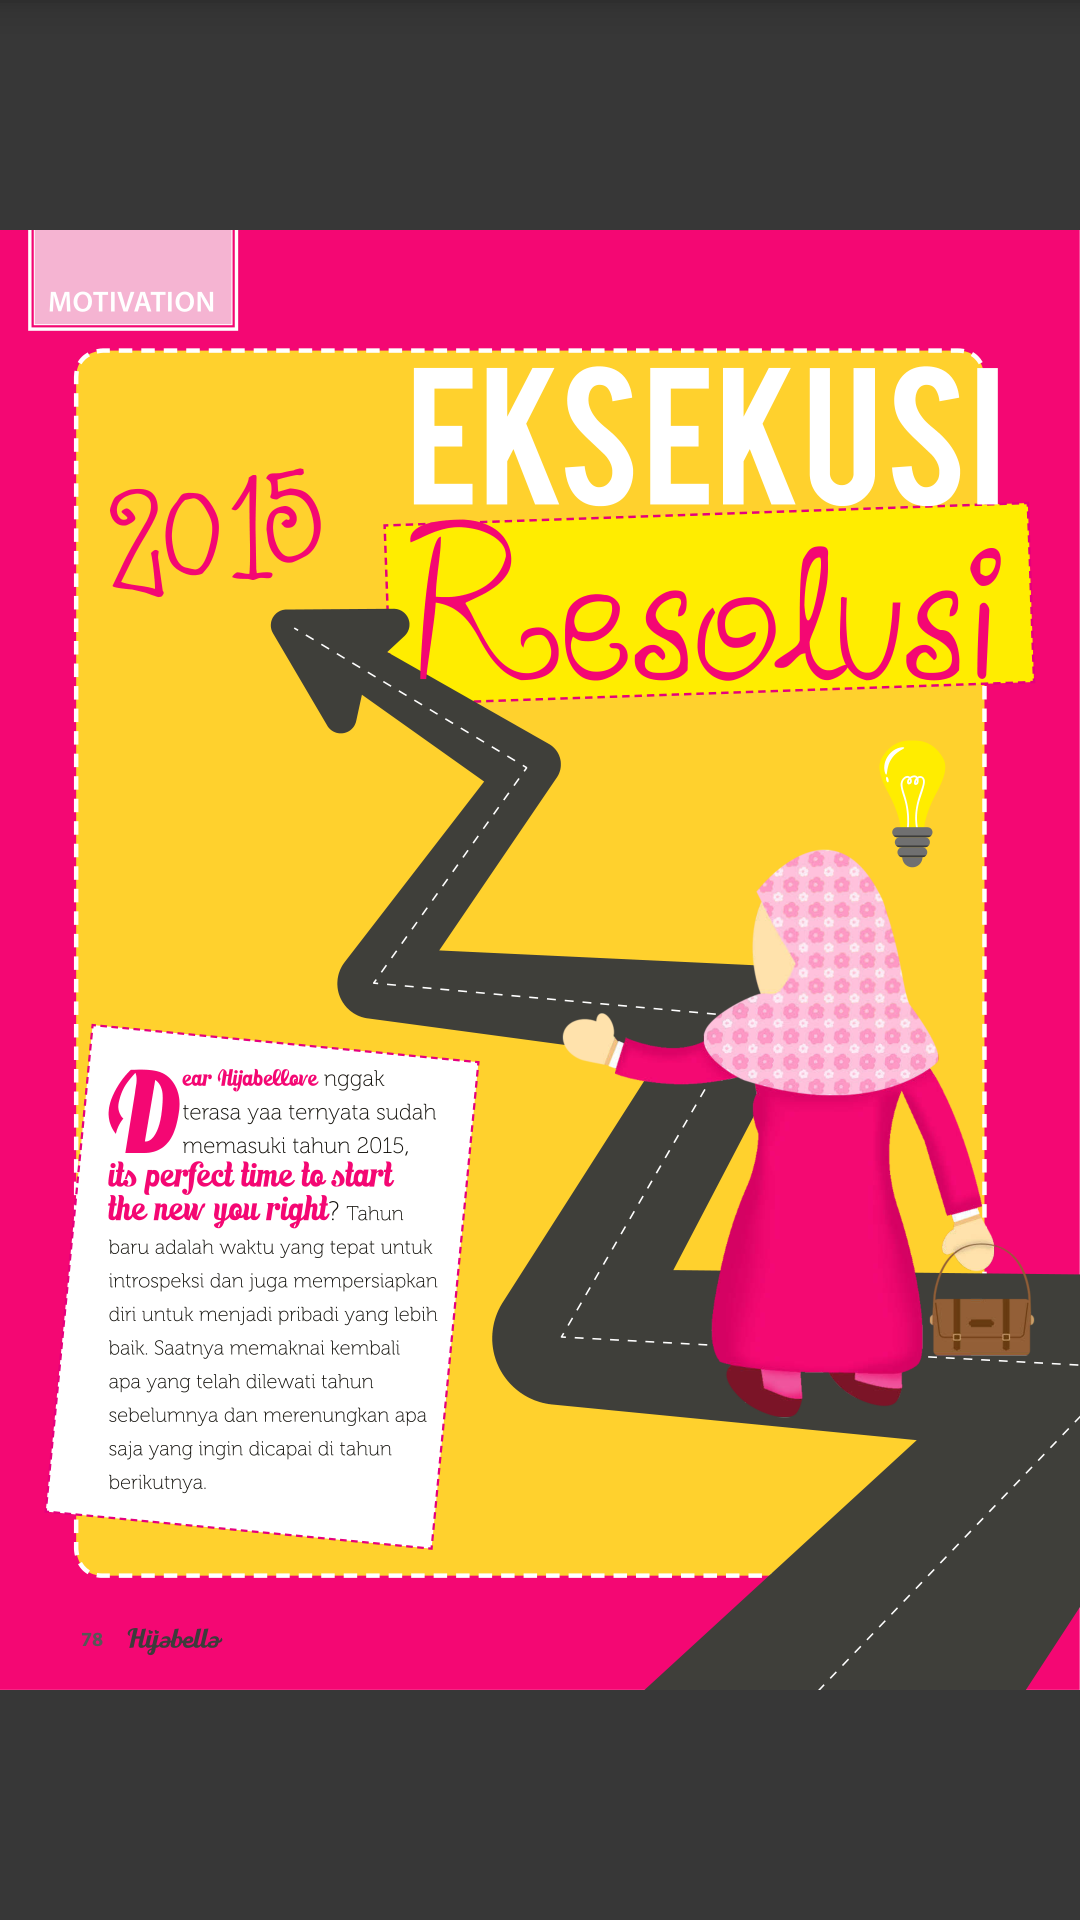 MOTIVATION
EKSEKUSI
2015
Resolusi
Dear Hijabellove nggak
terasa yaa ternyata sudah
memasuki tahun 2015,
its perfect time to start
the new you right? Tahun
baru adalah waktu yang tepat untuk
introspeksi dan juga mempersiapkan
diri untuk menjadi pribadi yang lebih
baik. Saatnya memaknai kembali
apa yang telah dilewati tahun
sebelumnya dan merenungkan apa
saja yang ingin dicapai di tahun
berikutnya.
78 Hijabella